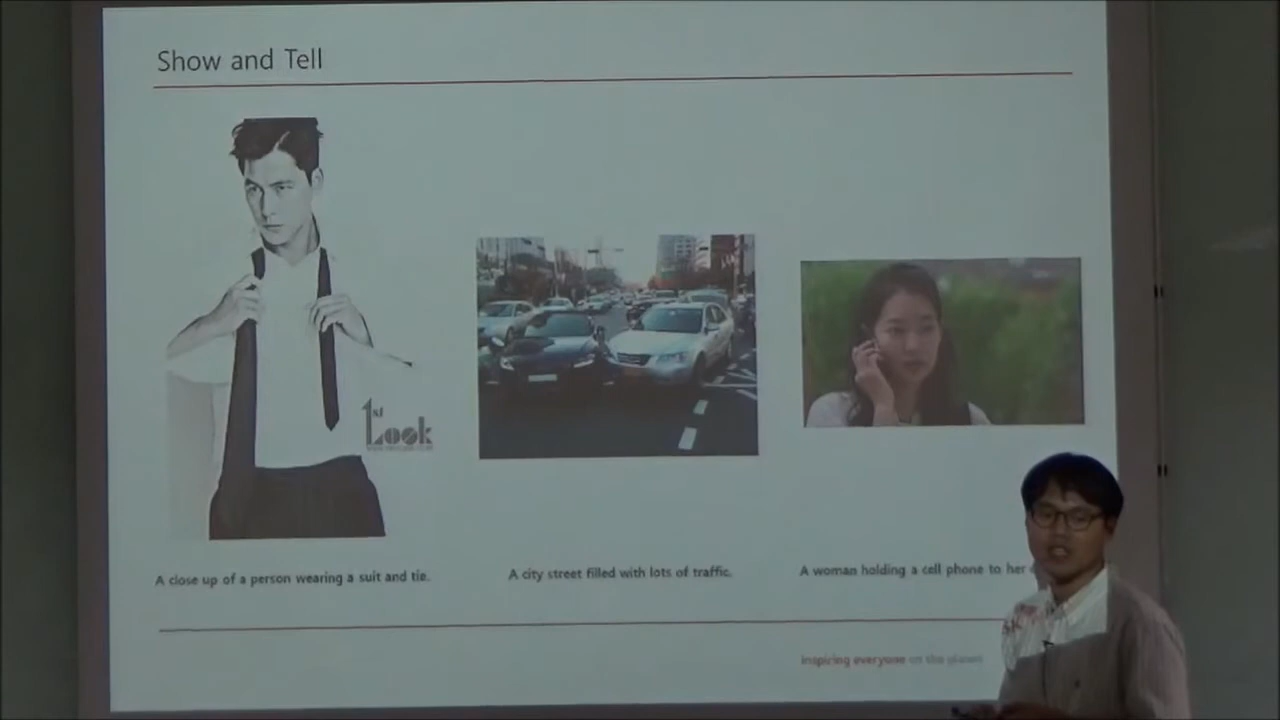 Show and Tell
1st
Look
A close up of a person wearing a suit and tie.
A city street filled with lots of traffic.
A woman holding a cell phone to her
inspiring everyone on the planet